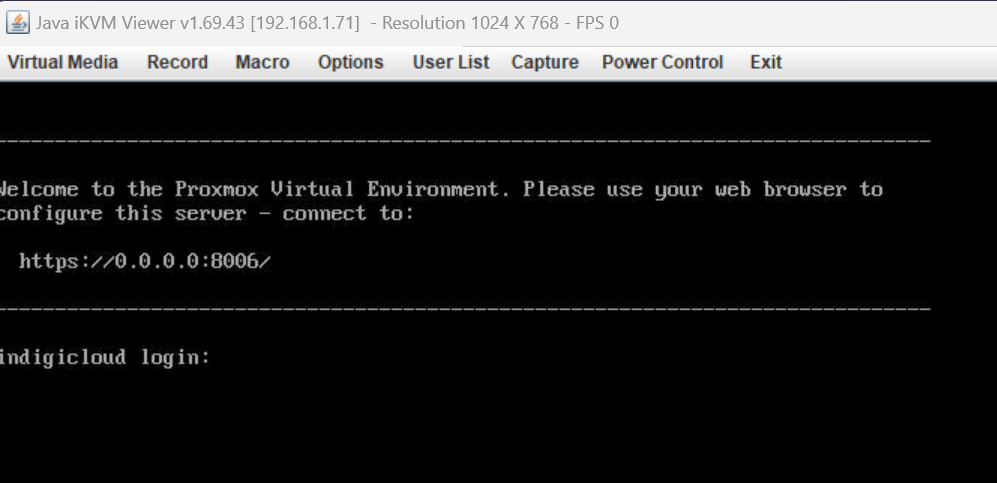 Java iKVM Viewer v1.69.43 [192.168.1.71] - Resolution 1024 X 768 - FPS 0
Virtual Media Record Macro Options User List Capture Power Control Exit
Welcome to the Proxmox Virtual Environment. Please use your web browser to
configure this server - connect to:
https://0.0.0.0:8006/
indigicloud login: